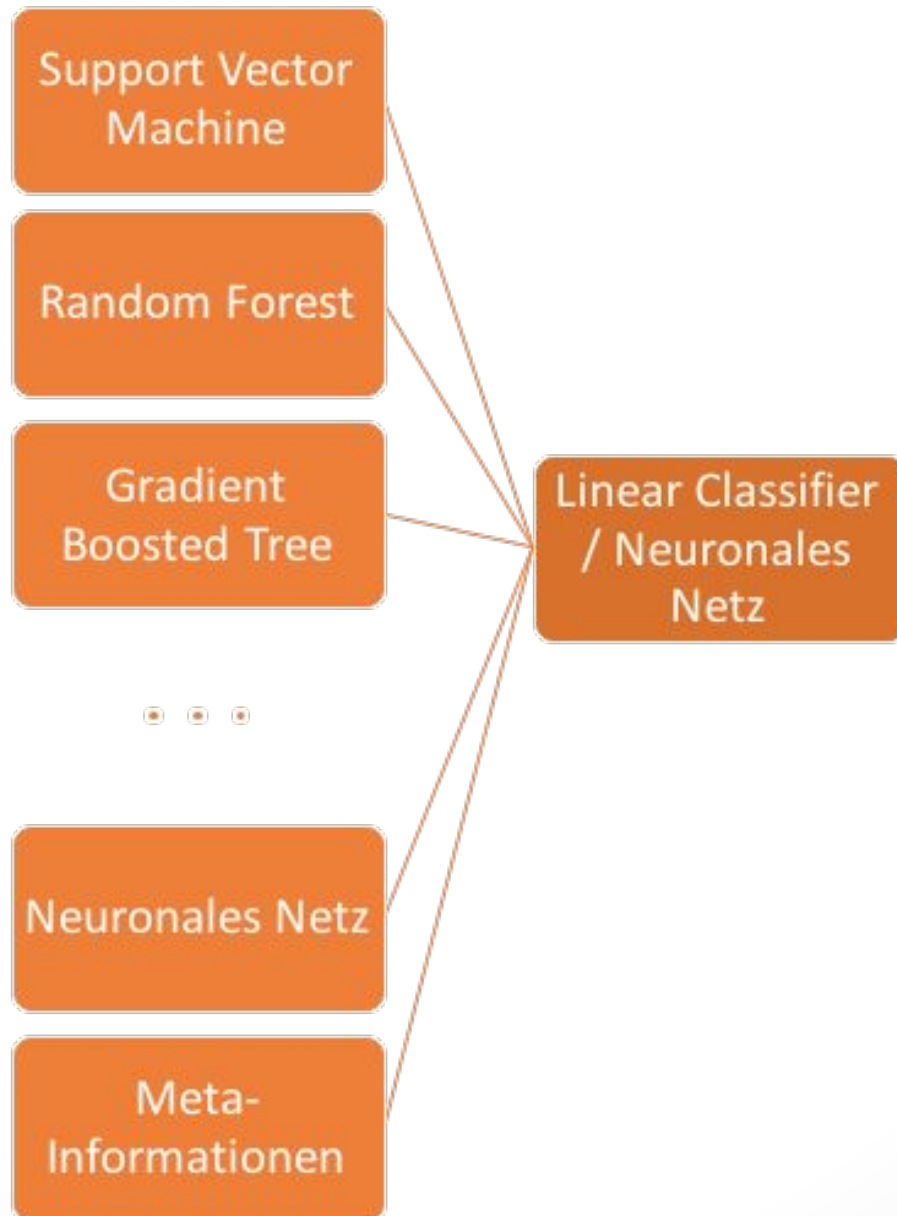 Support Vector
Machine
Random Forest
Gradient
Boosted Tree
Linear Classifier
/ Neuronales
Netz
...
Neuronales Netz
Meta-
Informationen